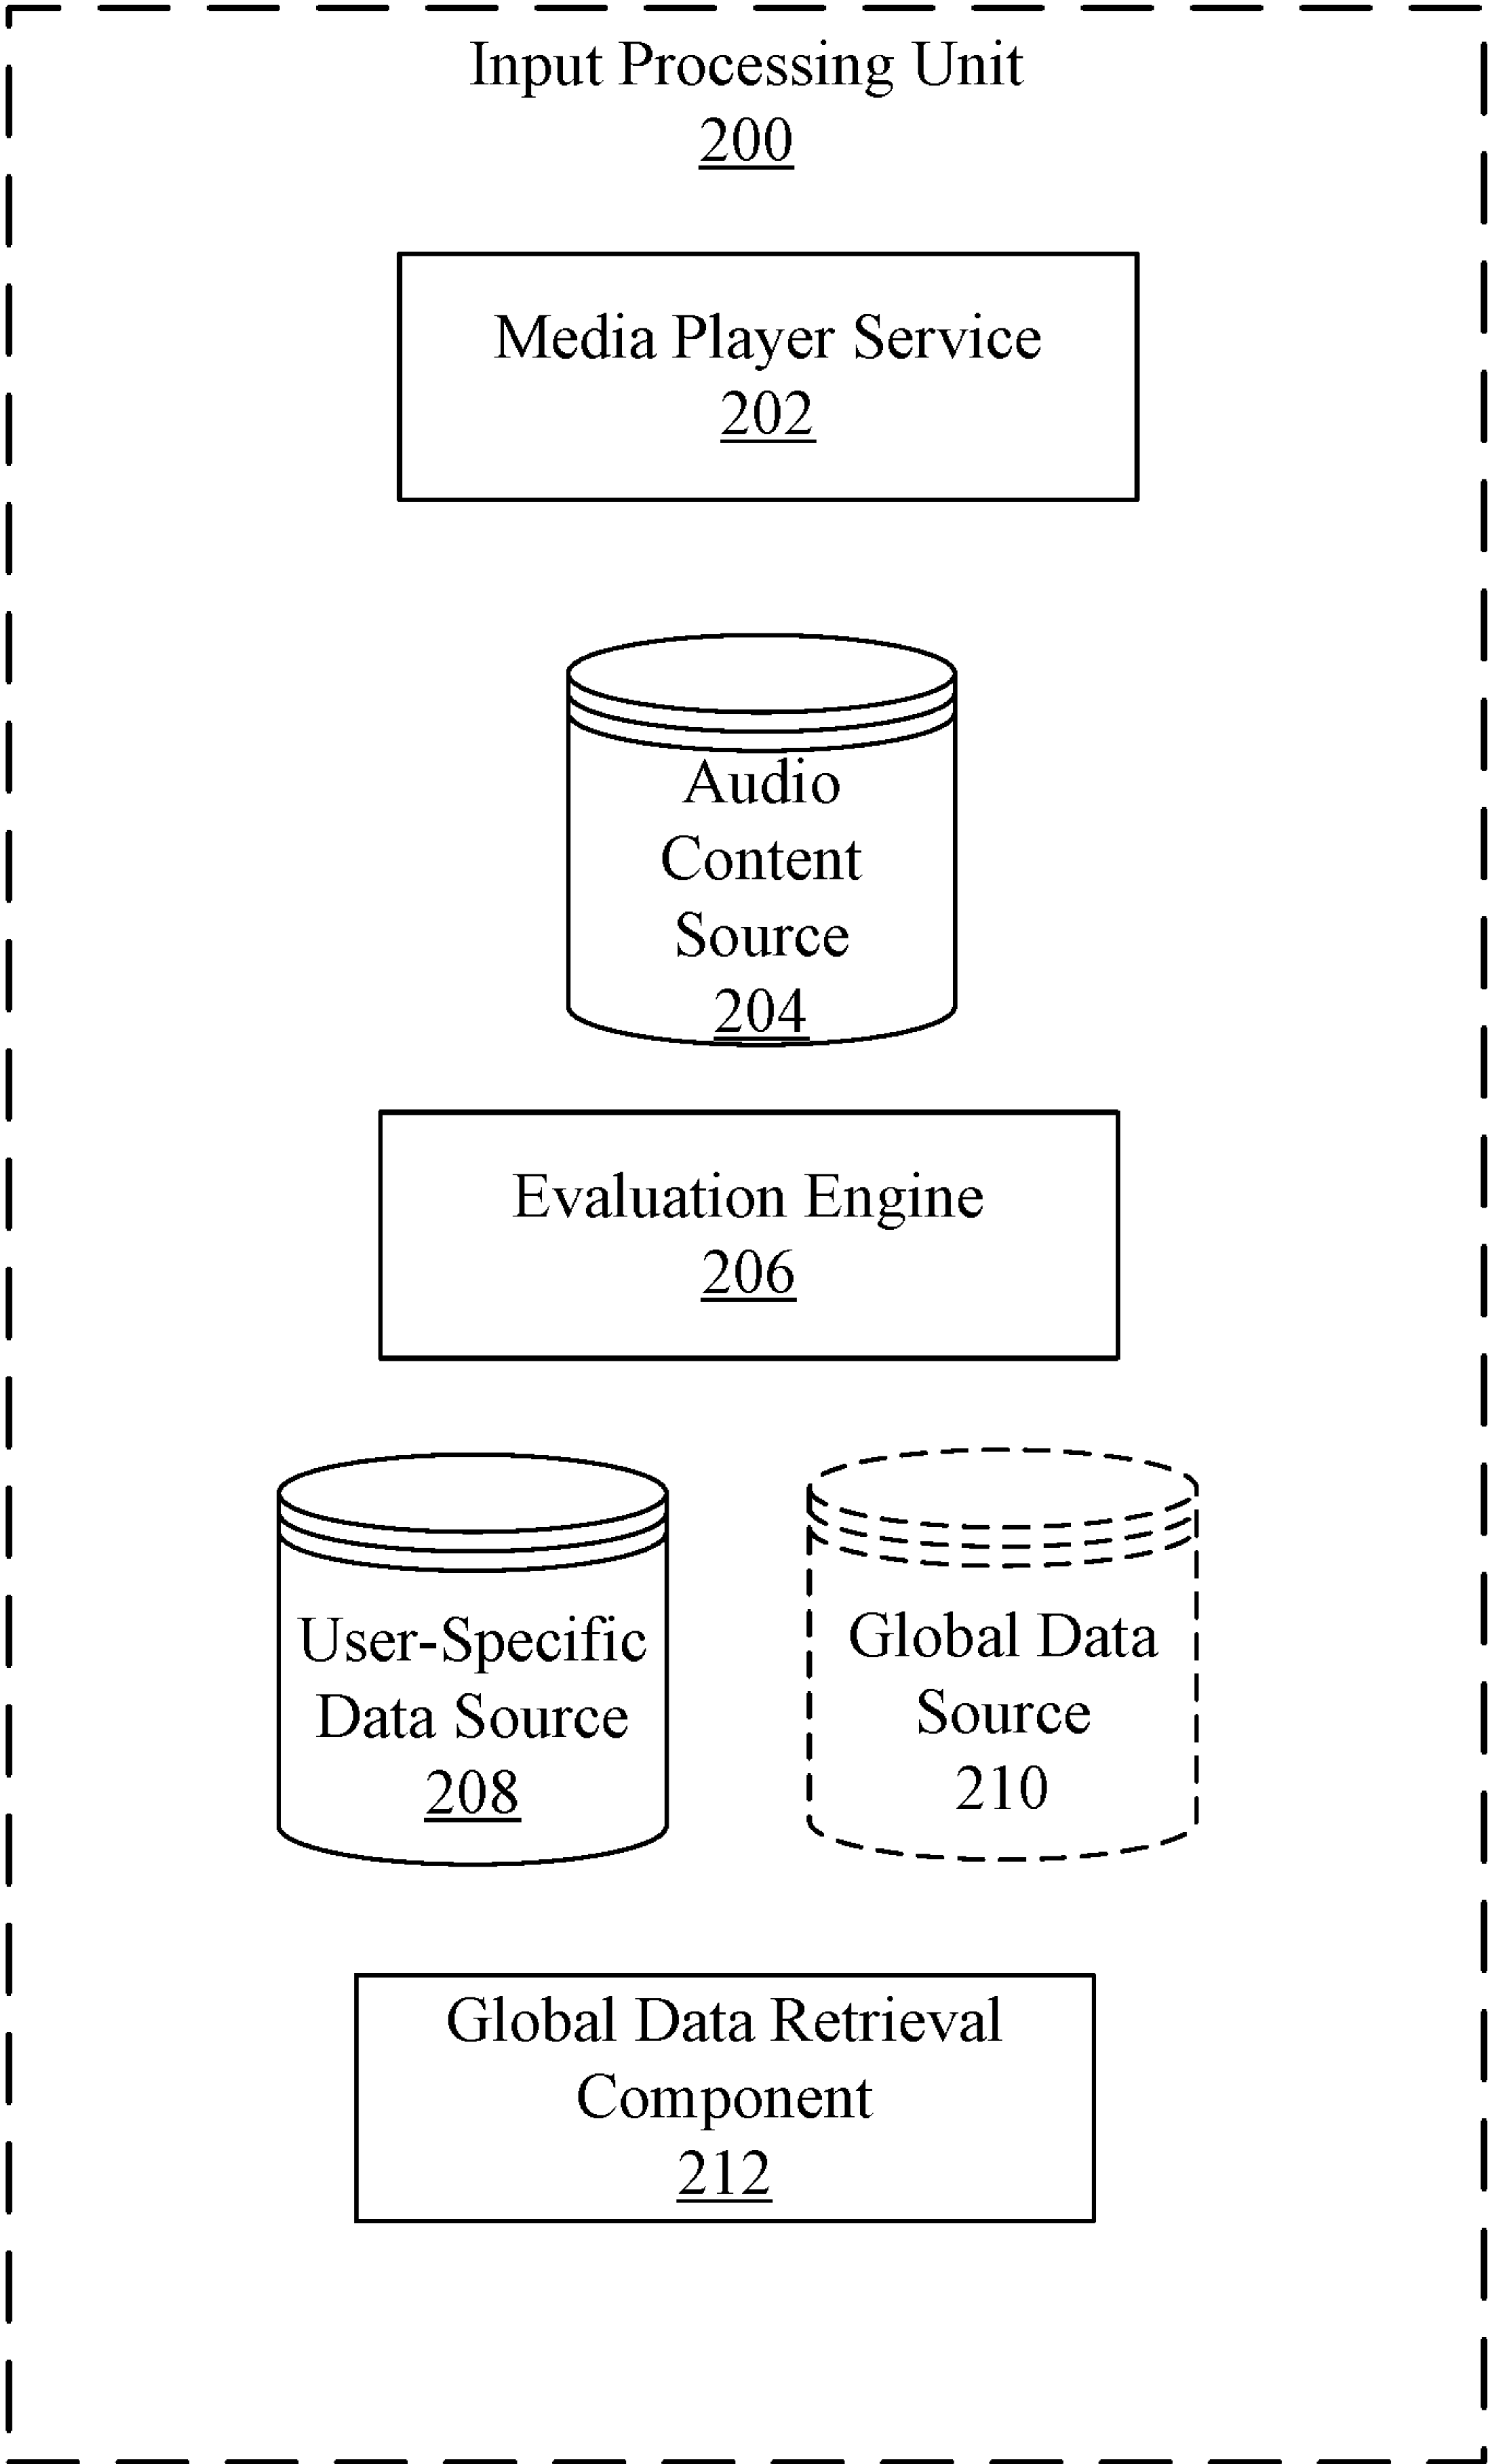 Input Processing Unit
200
Media Player Service
202
Audio
Content
Source
204
Evaluation Engine
206
User-Specific
Data Source
208
Global Data
Source
210
Global Data Retrieval
Component
212